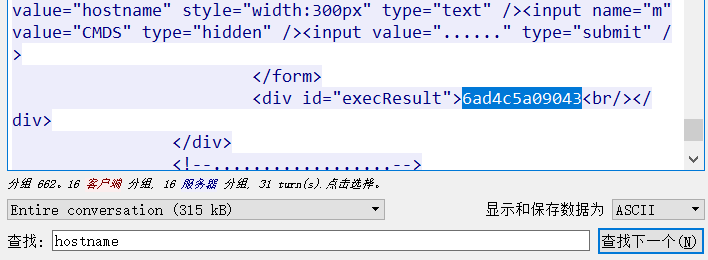 value="hostname" style="width:300px" type="text" /><input name="m"
value="CMDS" type="hidden" /><input value="......" type="submit" /
>
</form>
<div id="execResult">6ad4c5a09043<br/></
div>
</div>
<!--..................-->
分组 662。16 客户端 分组, 16 服务器 分组, 31 turn(s).点击选择。
Entire conversation (315 kB) 显示和保存数据为 ASCII
查找: hostname 查找下一个(N)